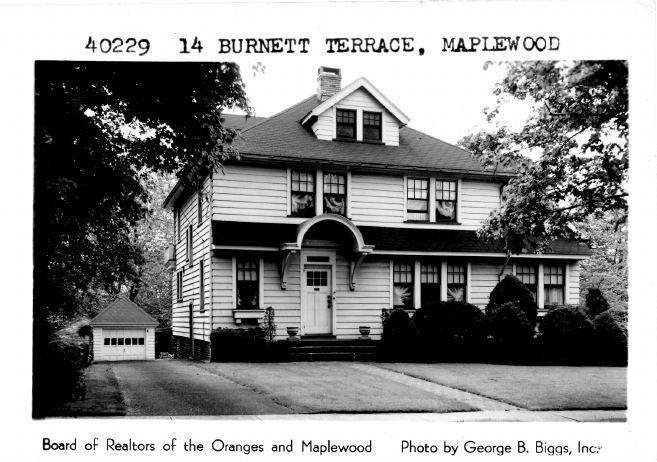 40229 14 BURNETT TERRACE, MAPLEWOOD
Board of Realtors of the Oranges and Maplewood Photo by George B. Biggs, Inc.